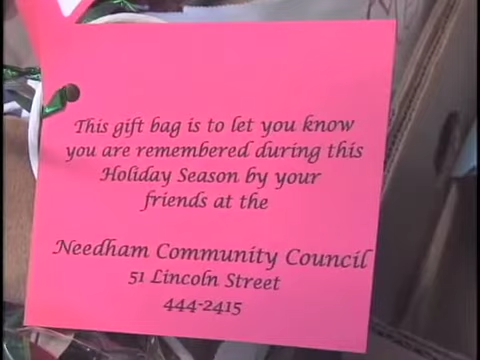 This gift bag is to let you know
you are remembered during this
Holiday Season by your
friends at the
Needham Community Council
51 Lincoln Street
444-2415